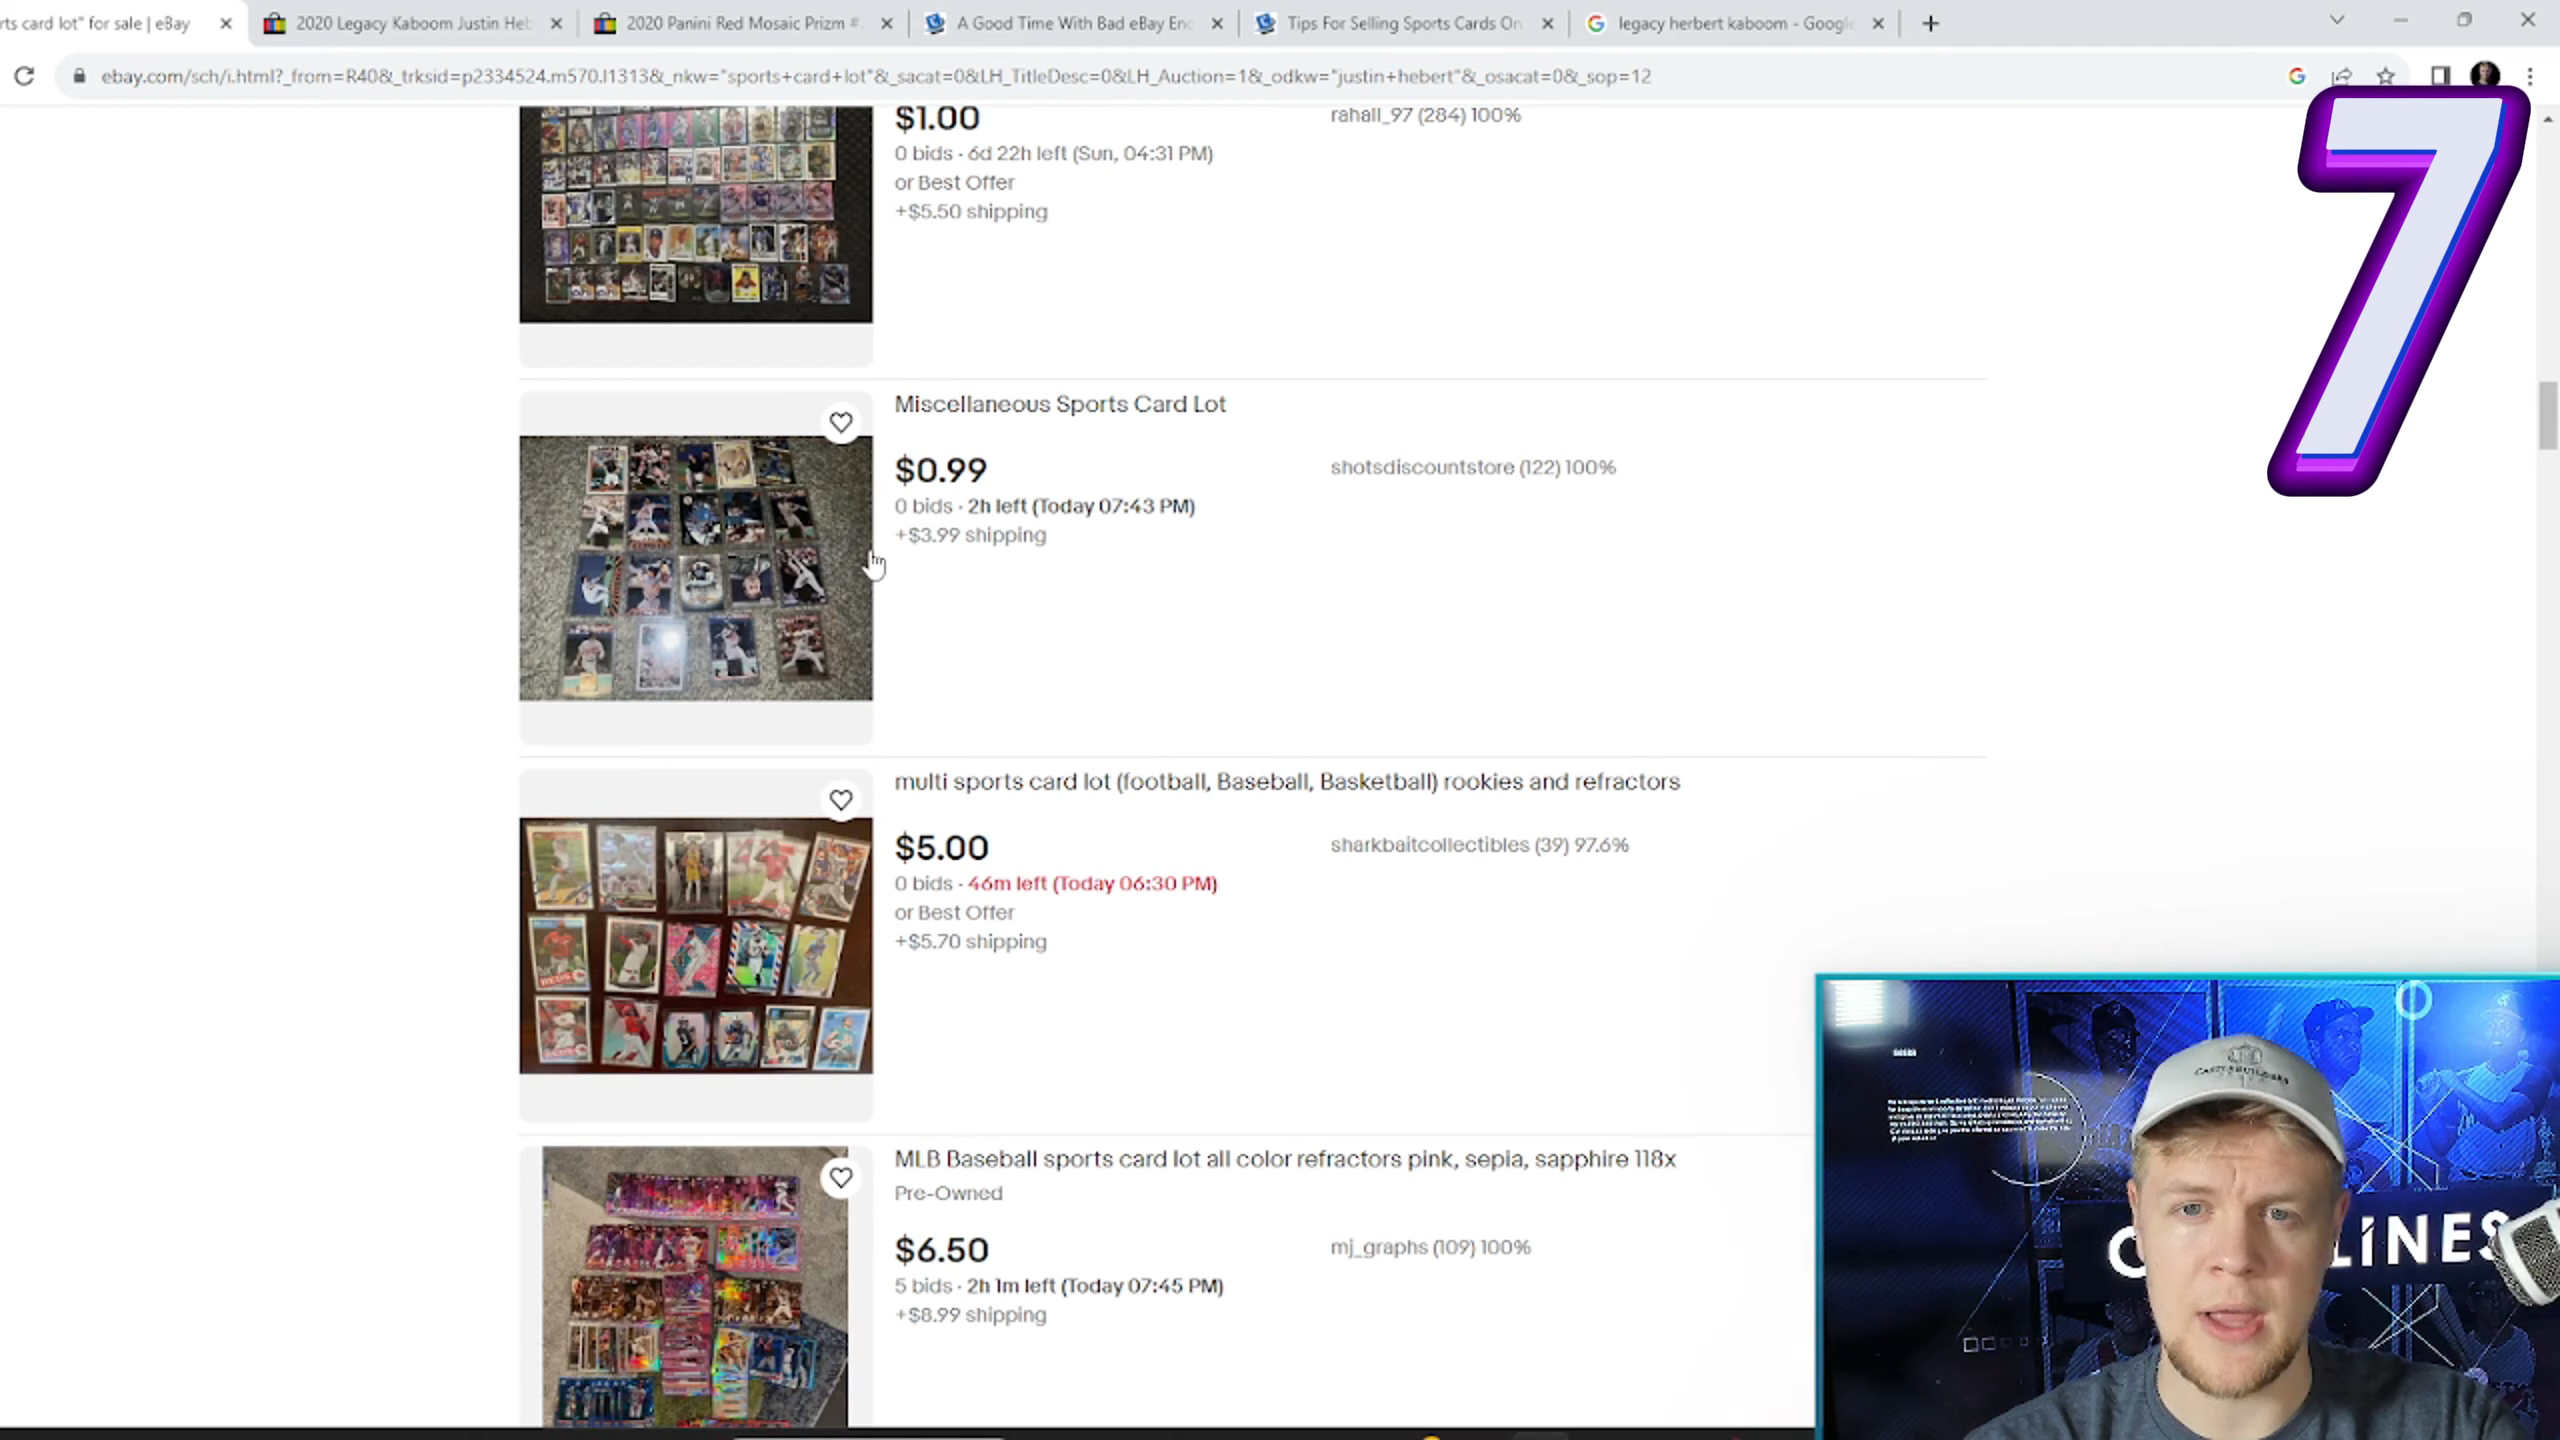 rts card lot" for sale | eBay
2020 Legacy Kaboom Justin Heb
2020 Panini Red Mosaic Prizm #
A Good Time With Bad eBay Enc
Tips For Selling Sports Cards On
legacy herbert kaboom - Google
ebay.com/sch/i.html?_from=R40&_trksid=p2334524.m570.l1313&_nkw="sports+card+lot"&_sacat=0&LH_TitleDesc=0&LH_Auction=1&_odkw="justin+hebert"&_osacat=0&_sop=12
7
$1.00
rahall_97 (284) 100%
0 bids · 6d 22h left (Sun, 04:31 PM)
or Best Offer
+$5.50 shipping
Miscellaneous Sports Card Lot
$0.99
shotsdiscountstore (122) 100%
0 bids · 2h left (Today 07:43 PM)
+$3.99 shipping
multi sports card lot (football, Baseball, Basketball) rookies and refractors
$5.00
sharkbaitcollectibles (39) 97.6%
0 bids · 46m left (Today 06:30 PM)
or Best Offer
+$5.70 shipping
MLB Baseball sports card lot all color refractors pink, sepia, sapphire 118x
Pre-Owned
$6.50
mj_graphs (109) 100%
5 bids · 2h 1m left (Today 07:45 PM)
+$8.99 shipping
REDS